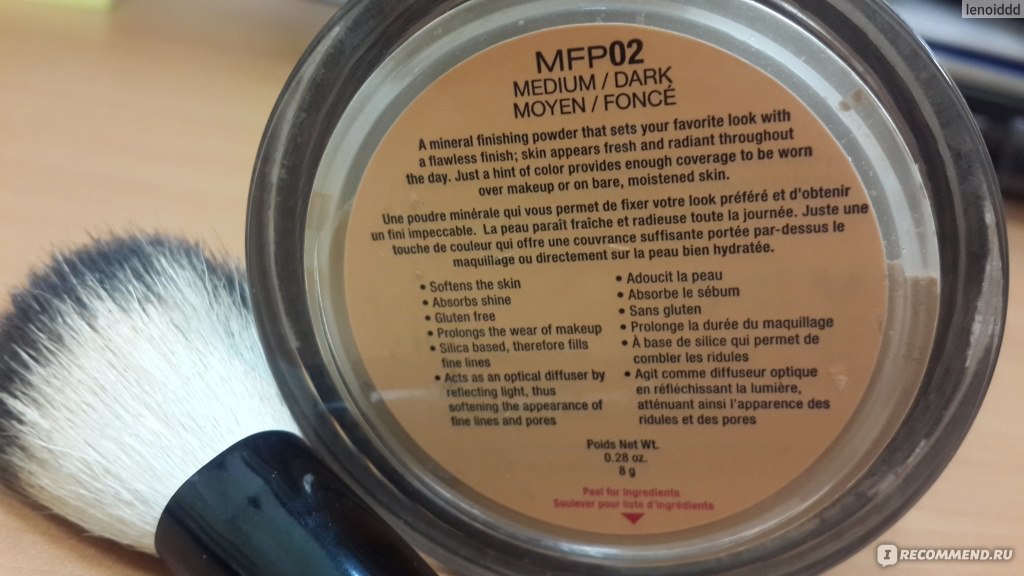 lenoiddd
MFP02
MEDIUM / DARK
MOYEN / FONCÉ
A mineral finishing powder that sets your favorite look with
a flawless finish; skin appears fresh and radiant throughout
the day. Just a hint of color provides enough coverage to be worn
over makeup or on bare, moistened skin.
Une poudre minérale qui vous permet de fixer votre look préféré et d'obtenir
un fini impeccable. La peau paraît fraîche et radieuse toute la journée. Juste une
touche de couleur qui offre une couvrance suffisante portée par-dessus le
maquillage ou directement sur la peau bien hydratée.
• Softens the skin
• Absorbs shine
• Gluten free
• Prolongs the wear of makeup
• Silica based, therefore fills
fine lines
• Acts as an optical diffuser by
reflecting light, thus
softening the appearance of
fine lines and pores
• Adoucit la peau
• Absorbe le sébum
• Sans gluten
• Prolonge la durée du maquillage
• À base de silice qui permet de
combler les ridules
• Agit comme diffuseur optique
en réfléchissant la lumière,
atténuant ainsi l'apparence des
ridules et des pores
Poids Net Wt.
0.28 oz.
8 g
Peel for Ingredients
Soulever pour liste d'ingrédients
IRECOMMEND.RU